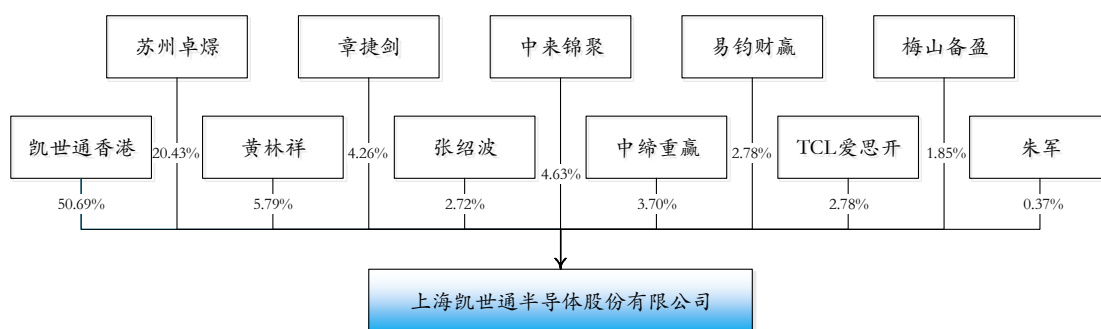 苏州卓燝
章捷剑
中来锦聚
易钧财赢
梅山备盈
凯世通香港
20.43%
黄林祥
4.26%
张绍波
4.63%
中缔重赢
2.78%
TCL爱思开
1.85%
朱军
50.69%
5.79%
2.72%
3.70%
2.78%
0.37%
上海凯世通半导体股份有限公司